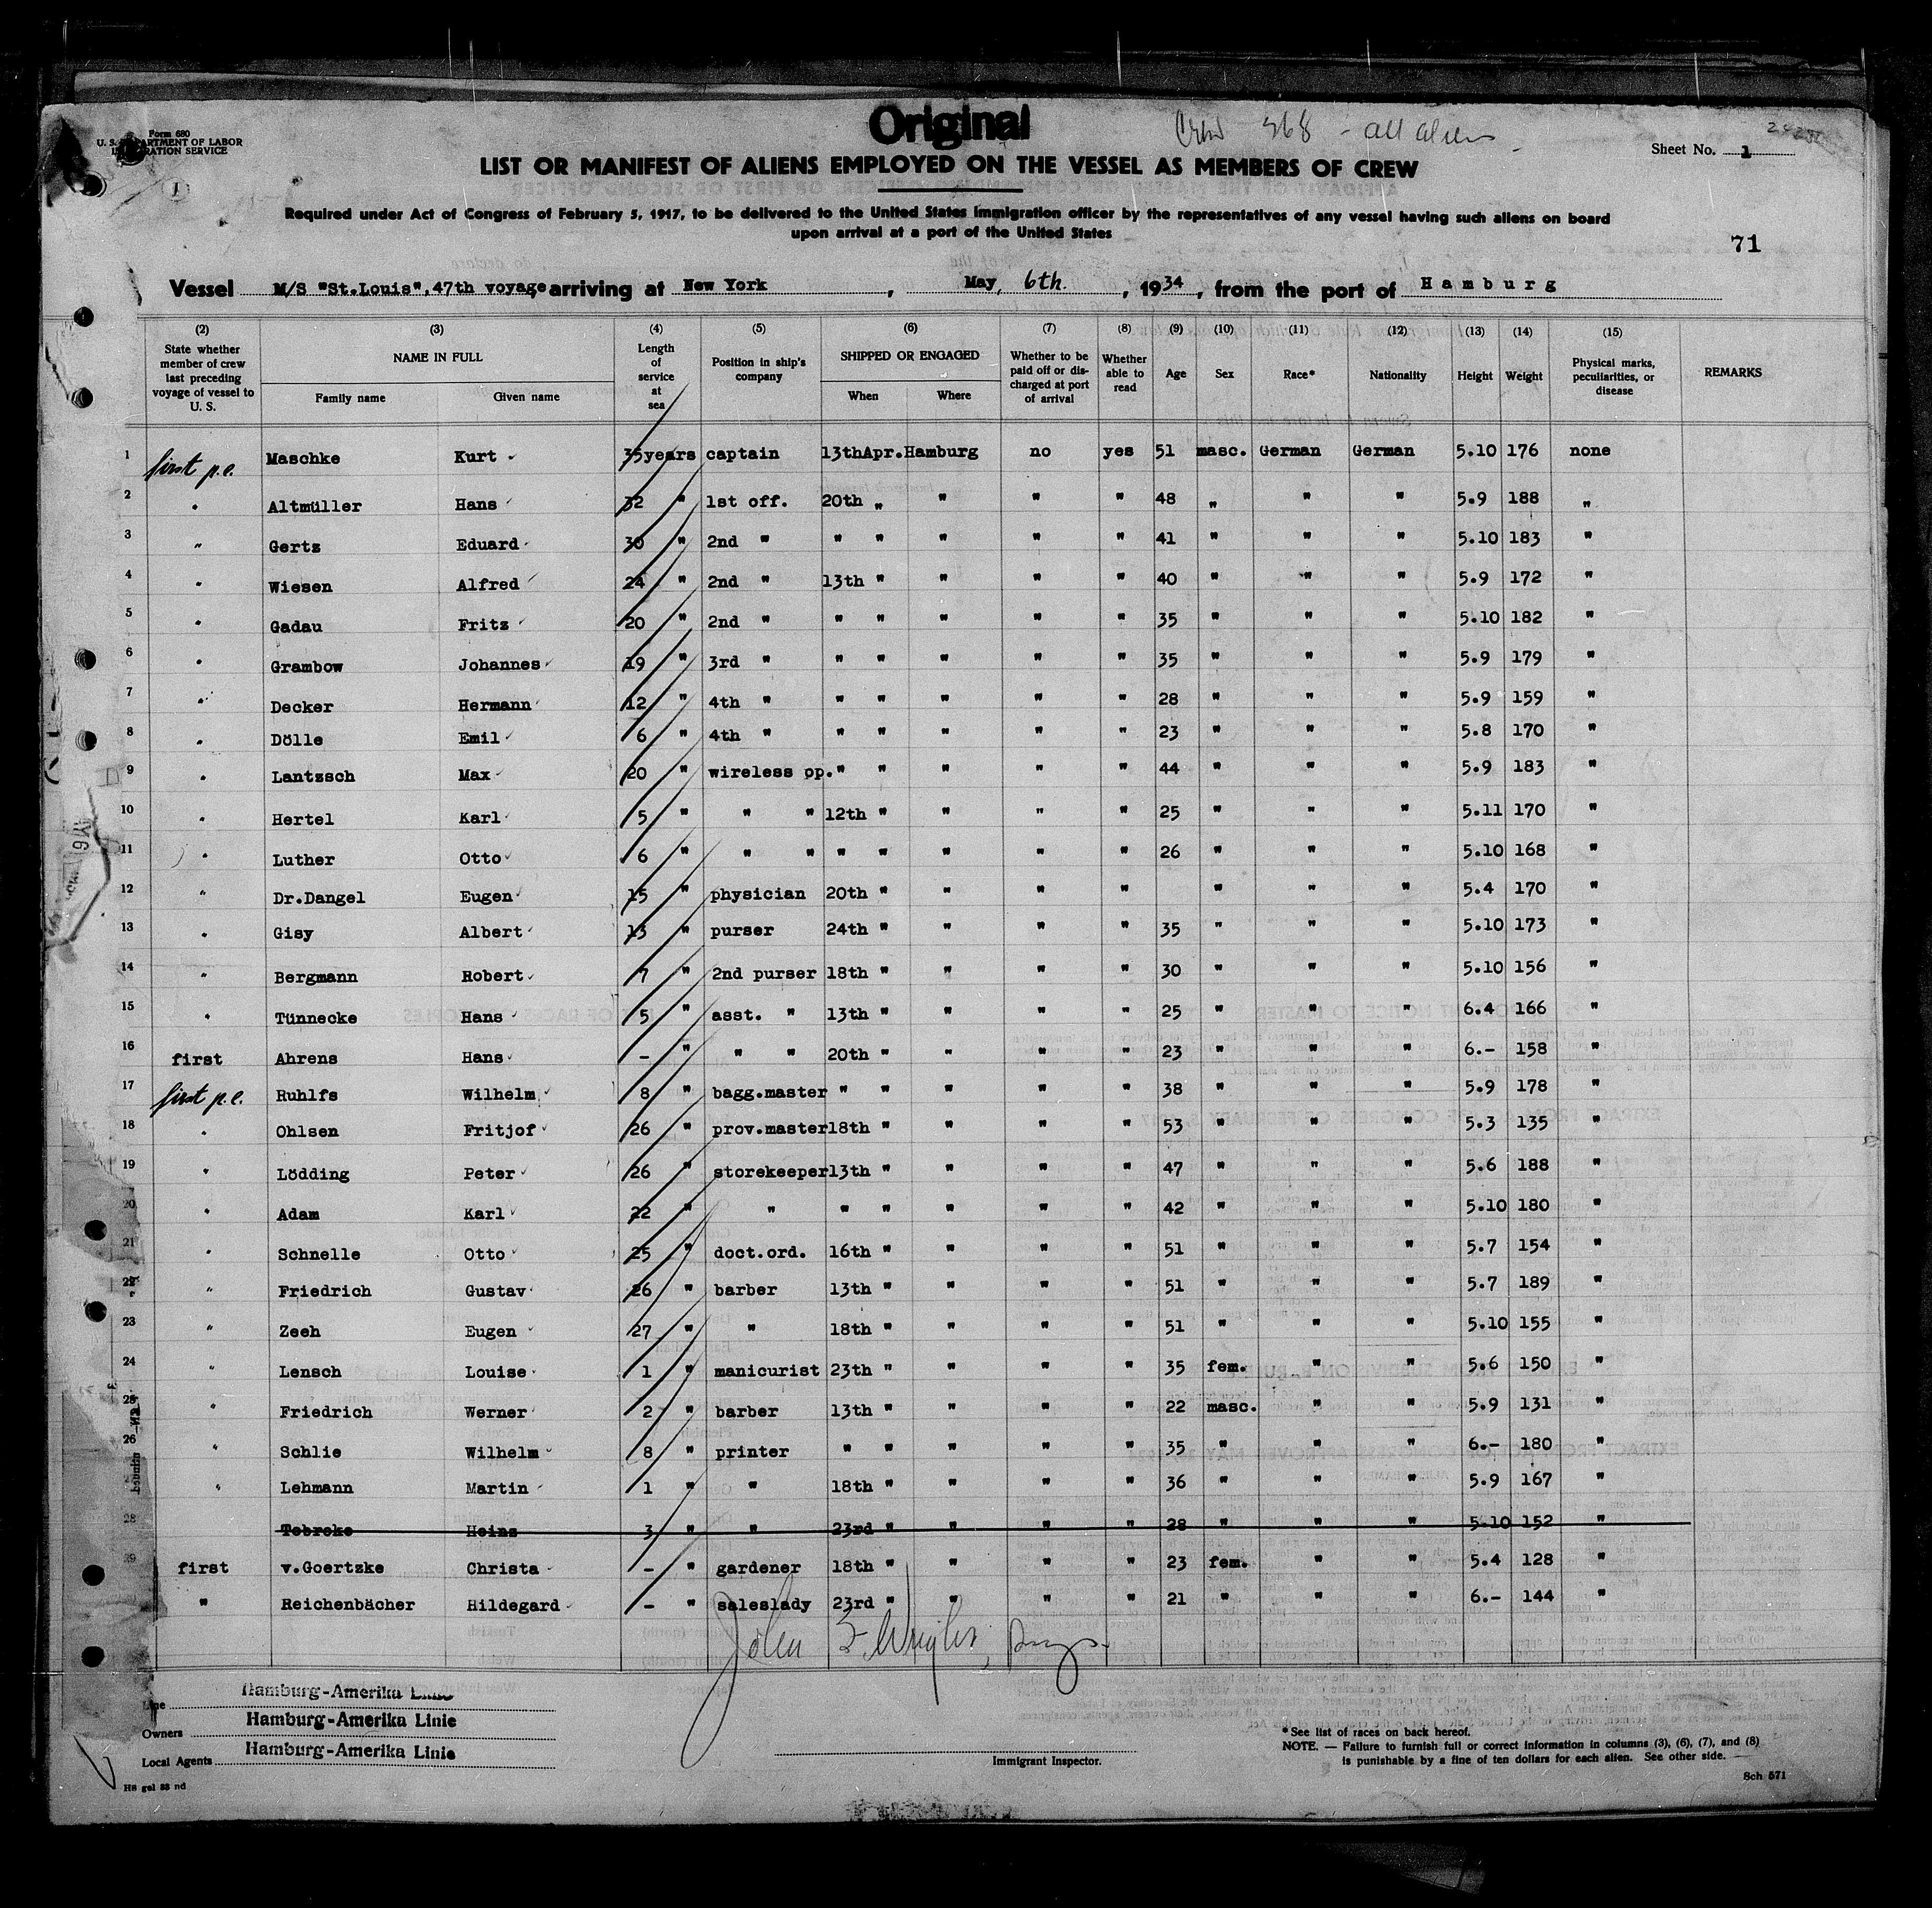 Form 680
U. S. DEPARTMENT OF LABOR
IMMIGRATION SERVICE
Original
Crew 368 - all aliens
Sheet No. 1
LIST OR MANIFEST OF ALIENS EMPLOYED ON THE VESSEL AS MEMBERS OF CREW
Required under Act of Congress of February 5, 1917, to be delivered to the United States Immigration officer by the representatives of any vessel having such aliens on board
upon arrival at a port of the United States
71
Vessel M/S "St.Louis", 47th voyage arriving at New York, May, 6th., 1934, from the port of Hamburg
(2) (3) (4) (5) (6) (7) (8) (9) (10) (11) (12) (13) (14) (15)
State whether member of crew last preceding voyage of vessel to U. S. NAME IN FULL Family name Given name Length of service at sea Position in ship's company SHIPPED OR ENGAGED When Where Whether to be paid off or discharged at port of arrival Whether able to read Age Sex Race* Nationality Height Weight Physical marks, peculiarities, or disease REMARKS
1 first p.e. Maschke Kurt 35years captain 13thApr. Hamburg no yes 51 masc. German German 5.10 176 none
2 " Altmüller Hans 32 " 1st off. 20th " " " " 48 " " " 5.9 188 "
3 " Gertz Eduard 30 " 2nd " " " " " " 41 " " " 5.10 183 "
4 " Wiesen Alfred 24 " 2nd " 13th " " " " 40 " " " 5.9 172 "
5 " Gadau Fritz 20 " 2nd " " " " " " 35 " " " 5.10 182 "
6 " Grambow Johannes 19 " 3rd " " " " " " 35 " " " 5.9 179 "
7 " Decker Hermann 12 " 4th " " " " " " 28 " " " 5.9 159 "
8 " Dölle Emil 6 " 4th " " " " " " 23 " " " 5.8 170 "
9 " Lantzsch Max 20 " wireless op. " " " " " 44 " " " 5.9 183 "
10 " Hertel Karl 5 " " " 12th " " " " 25 " " " 5.11 170 "
11 " Luther Otto 6 " " " " " " " " 26 " " " 5.10 168 "
12 " Dr.Dangel Eugen 15 " physician 20th " " " " " " " 5.4 170 "
13 " Gisy Albert 13 " purser 24th " " " " 35 " " " 5.10 173 "
14 " Bergmann Robert 7 " 2nd purser 18th " " " " 30 " " " 5.10 156 "
15 " Tünnecke Hans 5 " asst. " 13th " " " " 25 " " " 6.4 166 "
16 first Ahrens Hans - " " " 20th " " " " 23 " " " 6.- 158 "
17 first p.e. Ruhlfs Wilhelm 8 " bagg.master " " " " " 38 " " " 5.9 178 "
18 " Ohlsen Fritjof 26 " prov.master 18th " " " " 53 " " " 5.3 135 "
19 " Lödding Peter 26 " storekeeper 13th " " " " 47 " " " 5.6 188 "
20 " Adam Karl 22 " " " " " " " 42 " " " 5.10 180 "
21 " Schnelle Otto 25 " doct.ord. 16th " " " " 51 " " " 5.7 154 "
22 " Friedrich Gustav 26 " barber 13th " " " " 51 " " " 5.7 189 "
23 " Zeeh Eugen 27 " " 18th " " " " 51 " " " 5.10 155 "
24 " Lensch Louise 1 " manicurist 23th " " " " 35 fem. " " 5.6 150 "
25 " Friedrich Werner 2 " barber 13th " " " " 22 masc. " " 5.9 131 "
26 " Schlie Wilhelm 8 " printer " " " " " 35 " " " 6.- 180 "
" Lehmann Martin 1 " " 18th " " " " 36 " " " 5.9 167 "
28 Tebrcke Heinz 3 " " 23rd " " " " 28 " " " 5.10 152 "
29 first v.Goertzke Christa - " gardener 18th " " " " 23 fem. " " 5.4 128 "
" Reichenbächer Hildegard - " saleslady 23rd " " " " 21 " " " 6.- 144 "
Line Hamburg-Amerika Linie
Owners Hamburg-Amerika Linie
Local Agents Hamburg-Amerika Linie
Immigrant Inspector.
*See list of races on back hereof.
NOTE. — Failure to furnish full or correct information in columns (3), (6), (7), and (8)
is punishable by a fine of ten dollars for each alien. See other side.
Sch 571